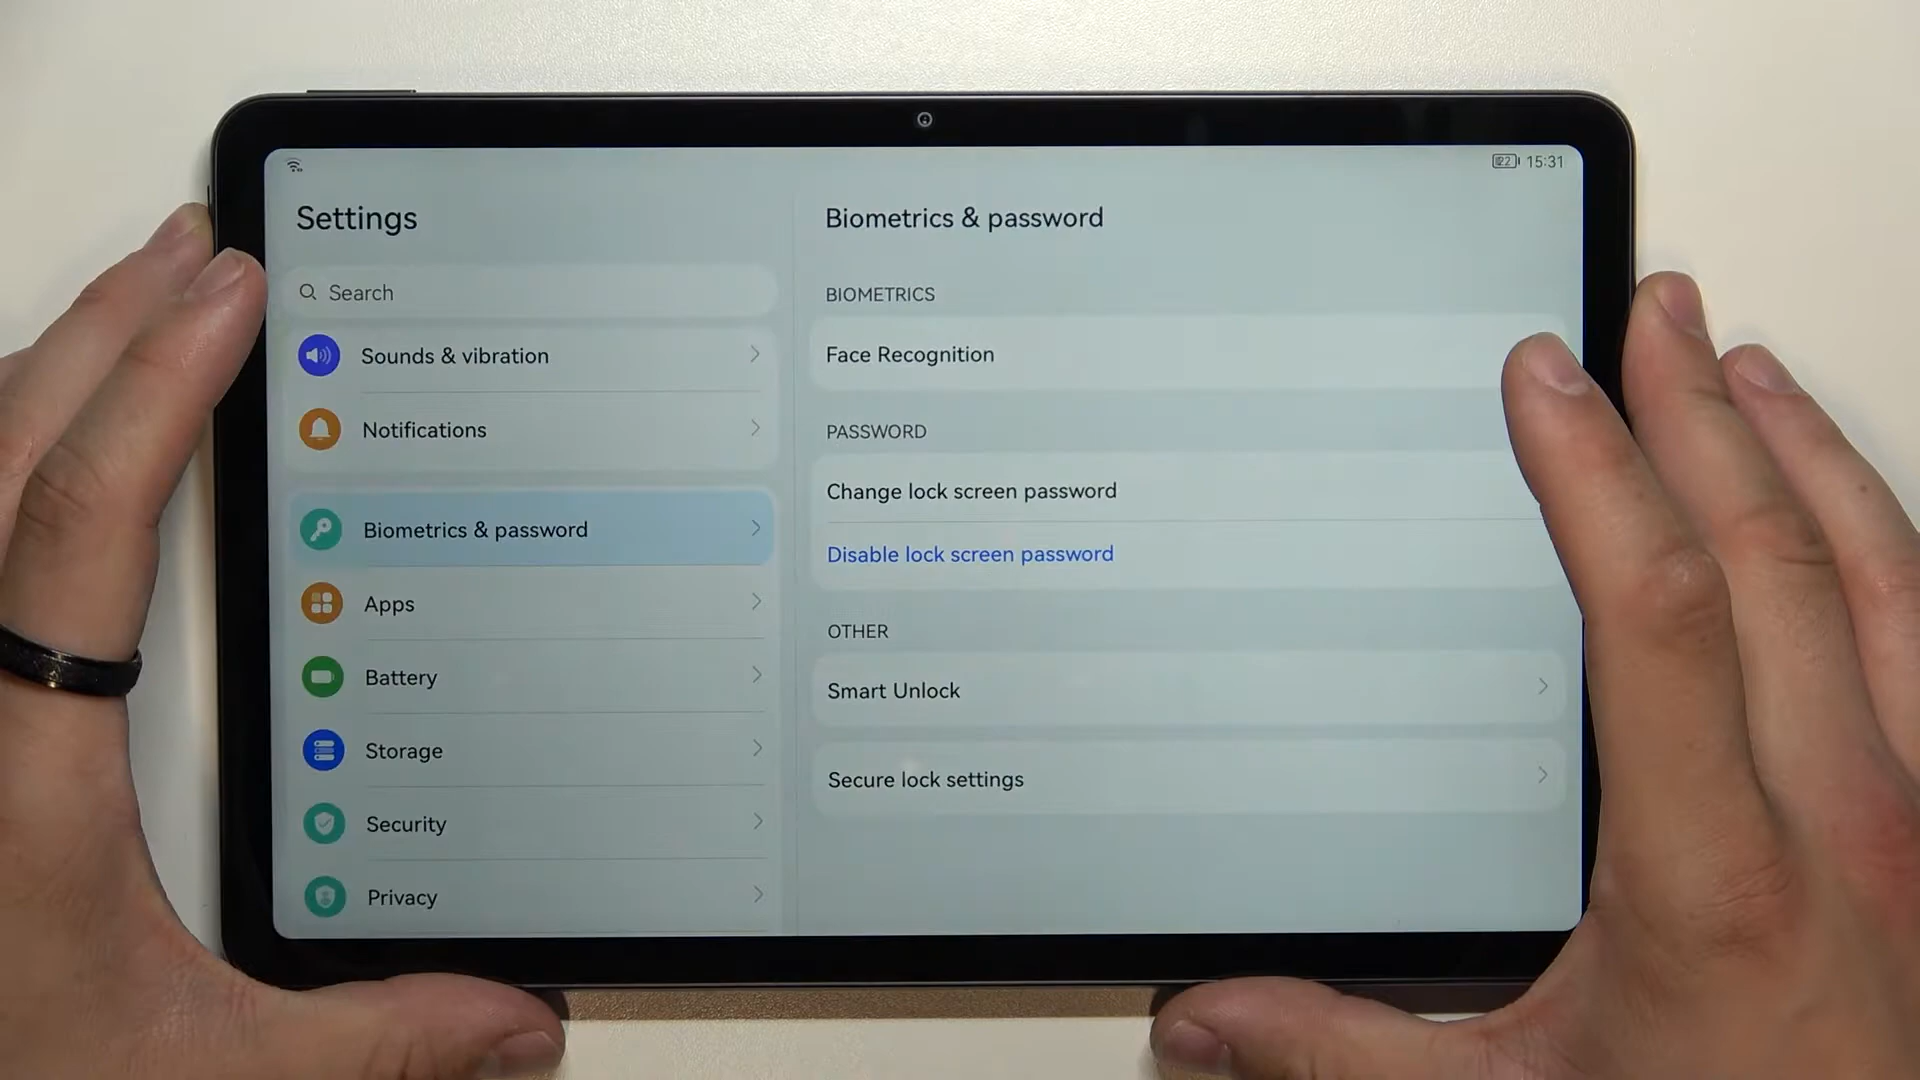 22 15:31
Settings
Search
Sounds & vibration
Notifications
Biometrics & password
Apps
Battery
Storage
Security
Privacy
Biometrics & password
BIOMETRICS
Face Recognition
PASSWORD
Change lock screen password
Disable lock screen password
OTHER
Smart Unlock
Secure lock settings